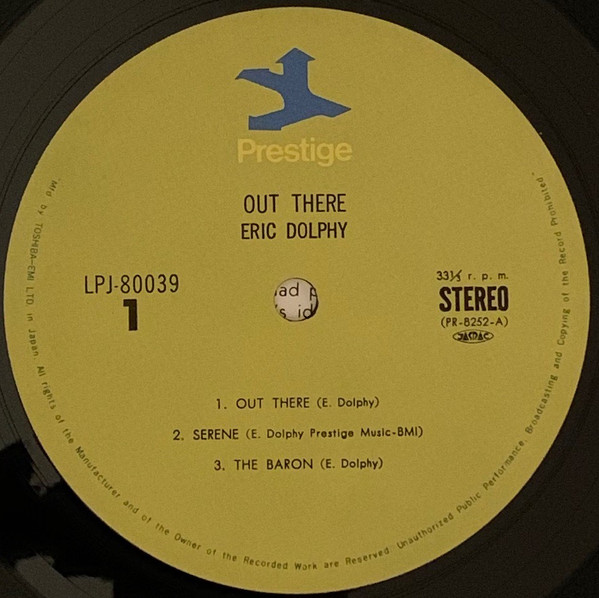 Prestige
OUT THERE
ERIC DOLPHY
LPJ-80039
1
33⅓ r. p. m.
STEREO
(PR-8252-A)
JASRAC
ad p
s id
1. OUT THERE (E. Dolphy)
2. SERENE (E. Dolphy Prestige Music-BMI)
3. THE BARON (E. Dolphy)
"Mfd by TOSHIBA-EMI LTD. in Japan. All rights of the Manufacturer and of the Owner of the Recorded Work are Reserved. Unauthorized Public Performance, Broadcasting and Copying of the Record Prohibited"